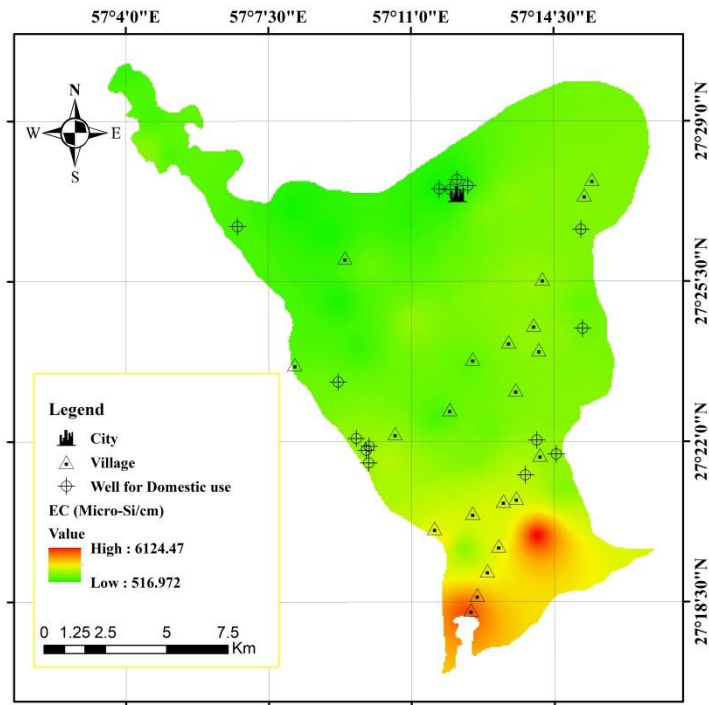 57°4'0"E 57°7'30"E 57°11'0"E 57°14'30"E
N
W E
S
27°29'0"N
27°25'30"N
27°22'0"N
27°18'30"N
Legend
City
Village
Well for Domestic use
EC (Micro-Si/cm)
Value
High : 6124.47
Low : 516.972
0 1.25 2.5 5 7.5
Km